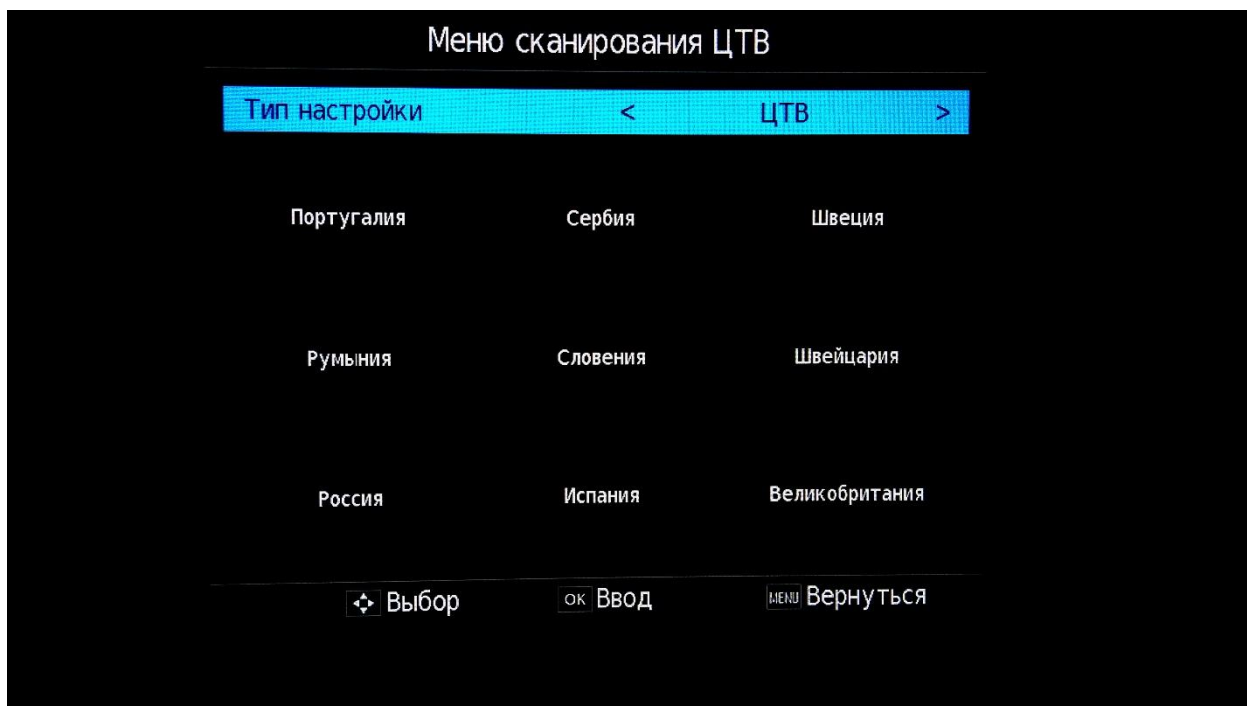 Меню сканирования ЦТВ
Тип настройки < ЦТВ >
Португалия Сербия Швеция
Румыния Словения Швейцария
Россия Испания Великобритания
Выбор OK Ввод MENU Вернуться